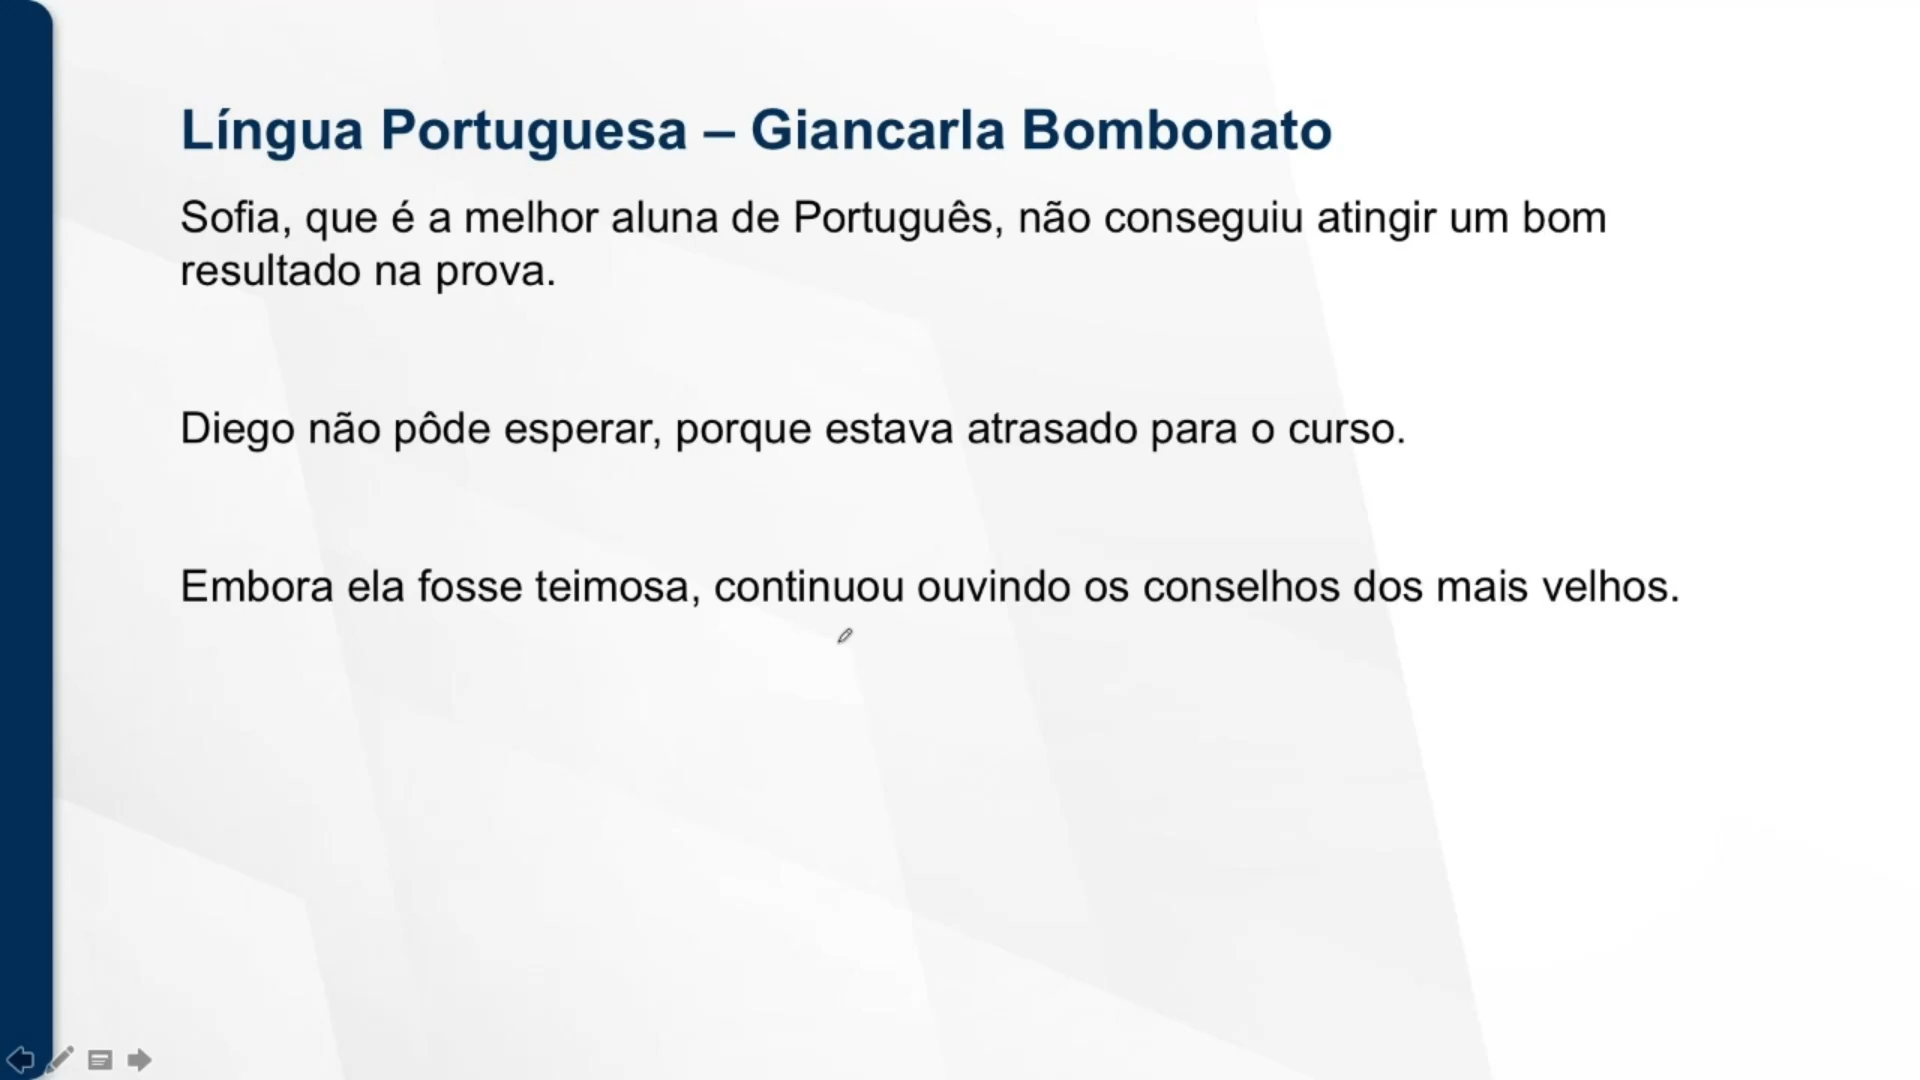 Língua Portuguesa – Giancarla Bombonato
Sofia, que é a melhor aluna de Português, não conseguiu atingir um bom
resultado na prova.
Diego não pôde esperar, porque estava atrasado para o curso.
Embora ela fosse teimosa, continuou ouvindo os conselhos dos mais velhos.